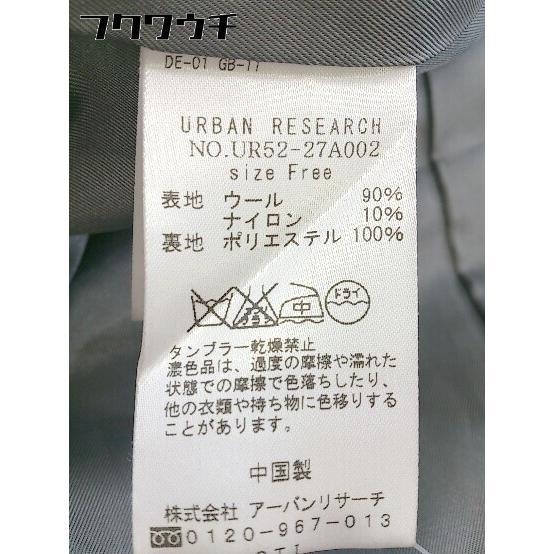 フクワウチ
DE-01 GB-17
URBAN RESEARCH
NO.UR52-27A002
size Free
表地 ウール 90%
ナイロン 10%
裏地 ポリエステル 100%
中 ドライ
タンブラー乾燥禁止
濃色品は、過度の摩擦や濡れた
状態での摩擦で色落ちしたり、
他の衣類や持ち物に色移りする
ことがあります。
中国製
株式会社 アーバンリサーチ
0120-967-013